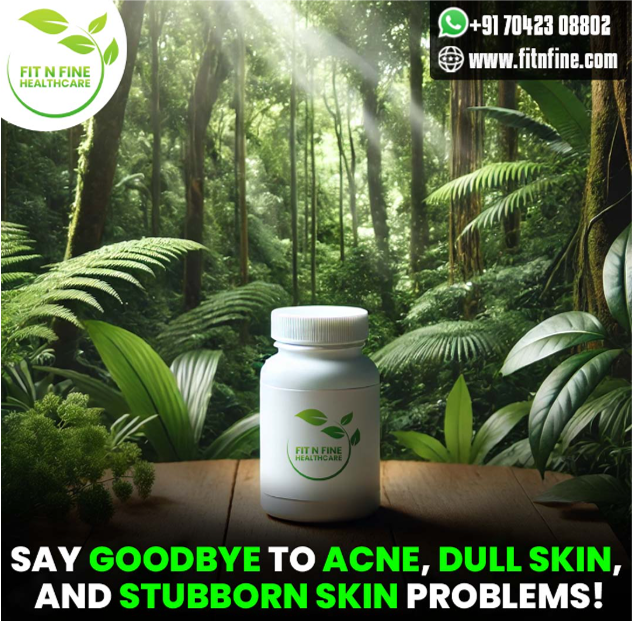 FIT N FINE
HEALTHCARE
+91 70423 08802
www.fitnfine.com
FIT N FINE
HEALTHCARE
SAY GOODBYE TO ACNE, DULL SKIN,
AND STUBBORN SKIN PROBLEMS!